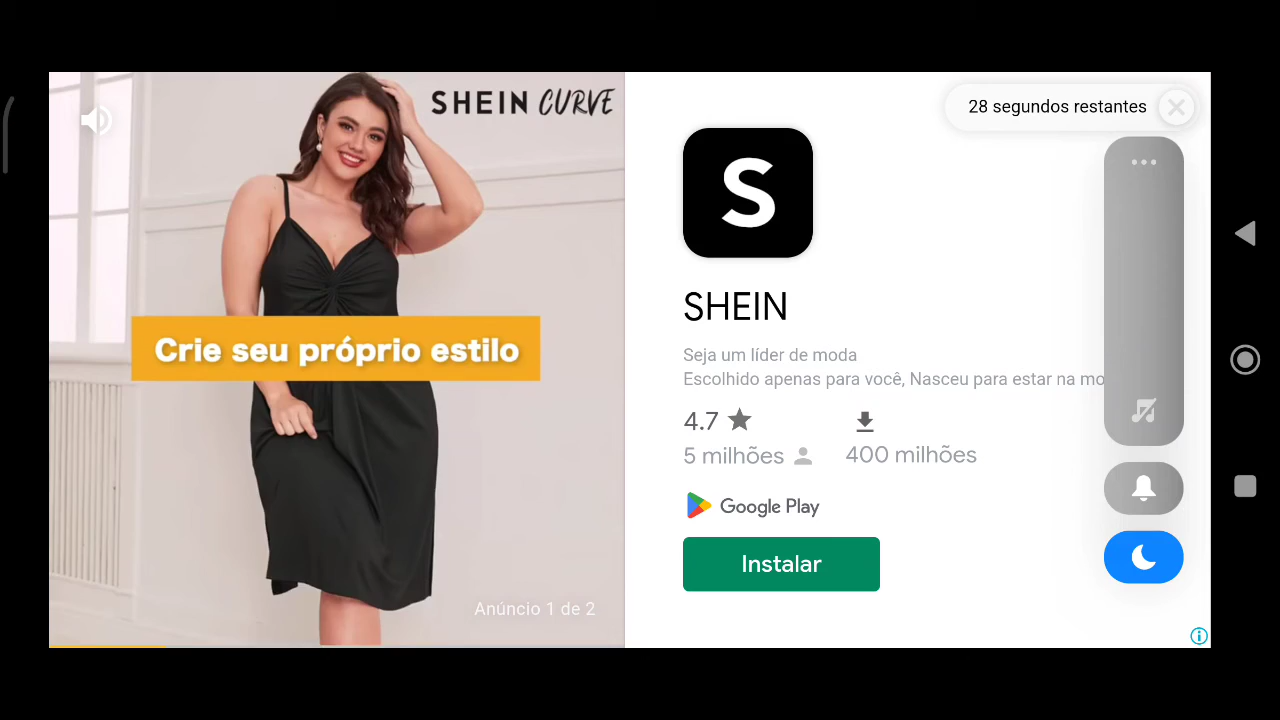 SHEIN CURVE
Crie seu próprio estilo
Anúncio 1 de 2
28 segundos restantes
S
SHEIN
Seja um líder de moda
Escolhido apenas para você, Nasceu para estar na mo
4.7
5 milhões
400 milhões
Google Play
Instalar